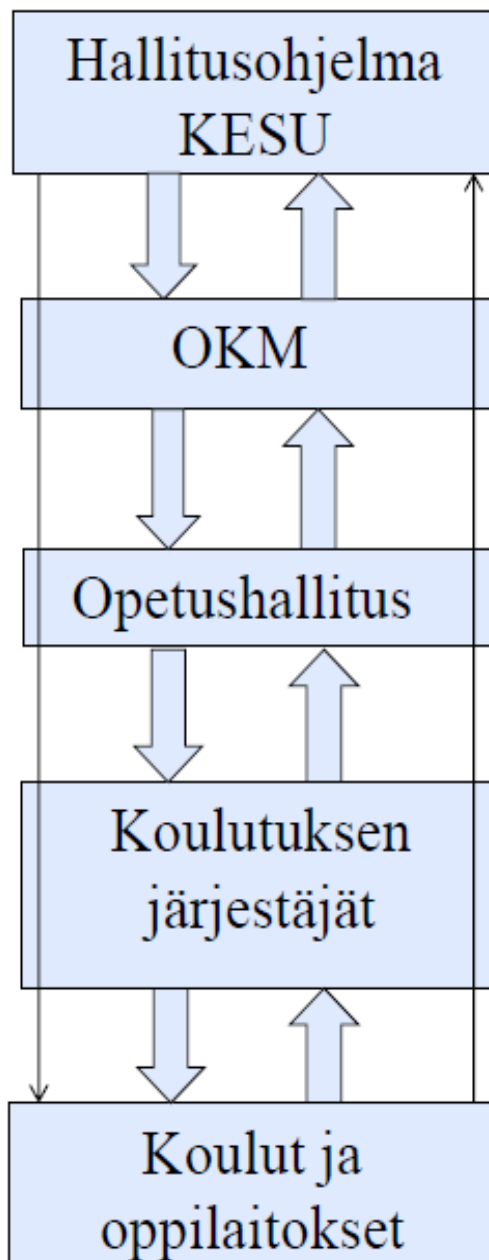 Hallitusohjelma
KESU
OKM
Opetushallitus
Koulutuksen
järjestäjät
Koulut ja
oppilaitokset